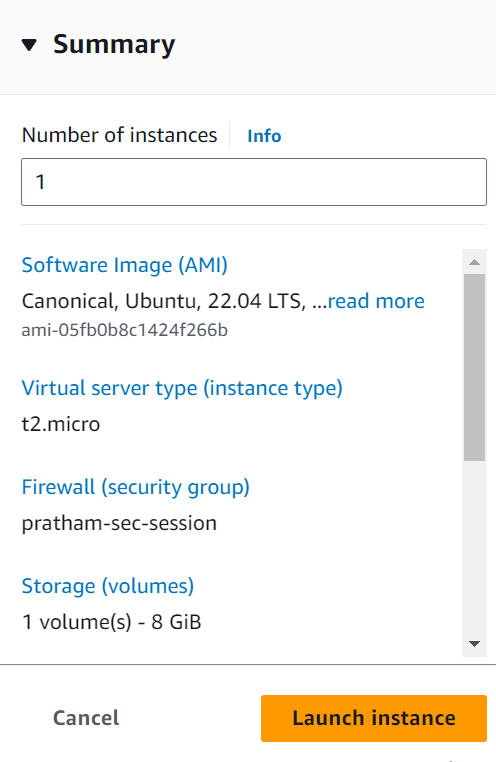 Summary
Number of instances Info
1
Software Image (AMI)
Canonical, Ubuntu, 22.04 LTS, ...read more
ami-05fb0b8c1424f266b
Virtual server type (instance type)
t2.micro
Firewall (security group)
pratham-sec-session
Storage (volumes)
1 volume(s) - 8 GiB
Cancel Launch instance